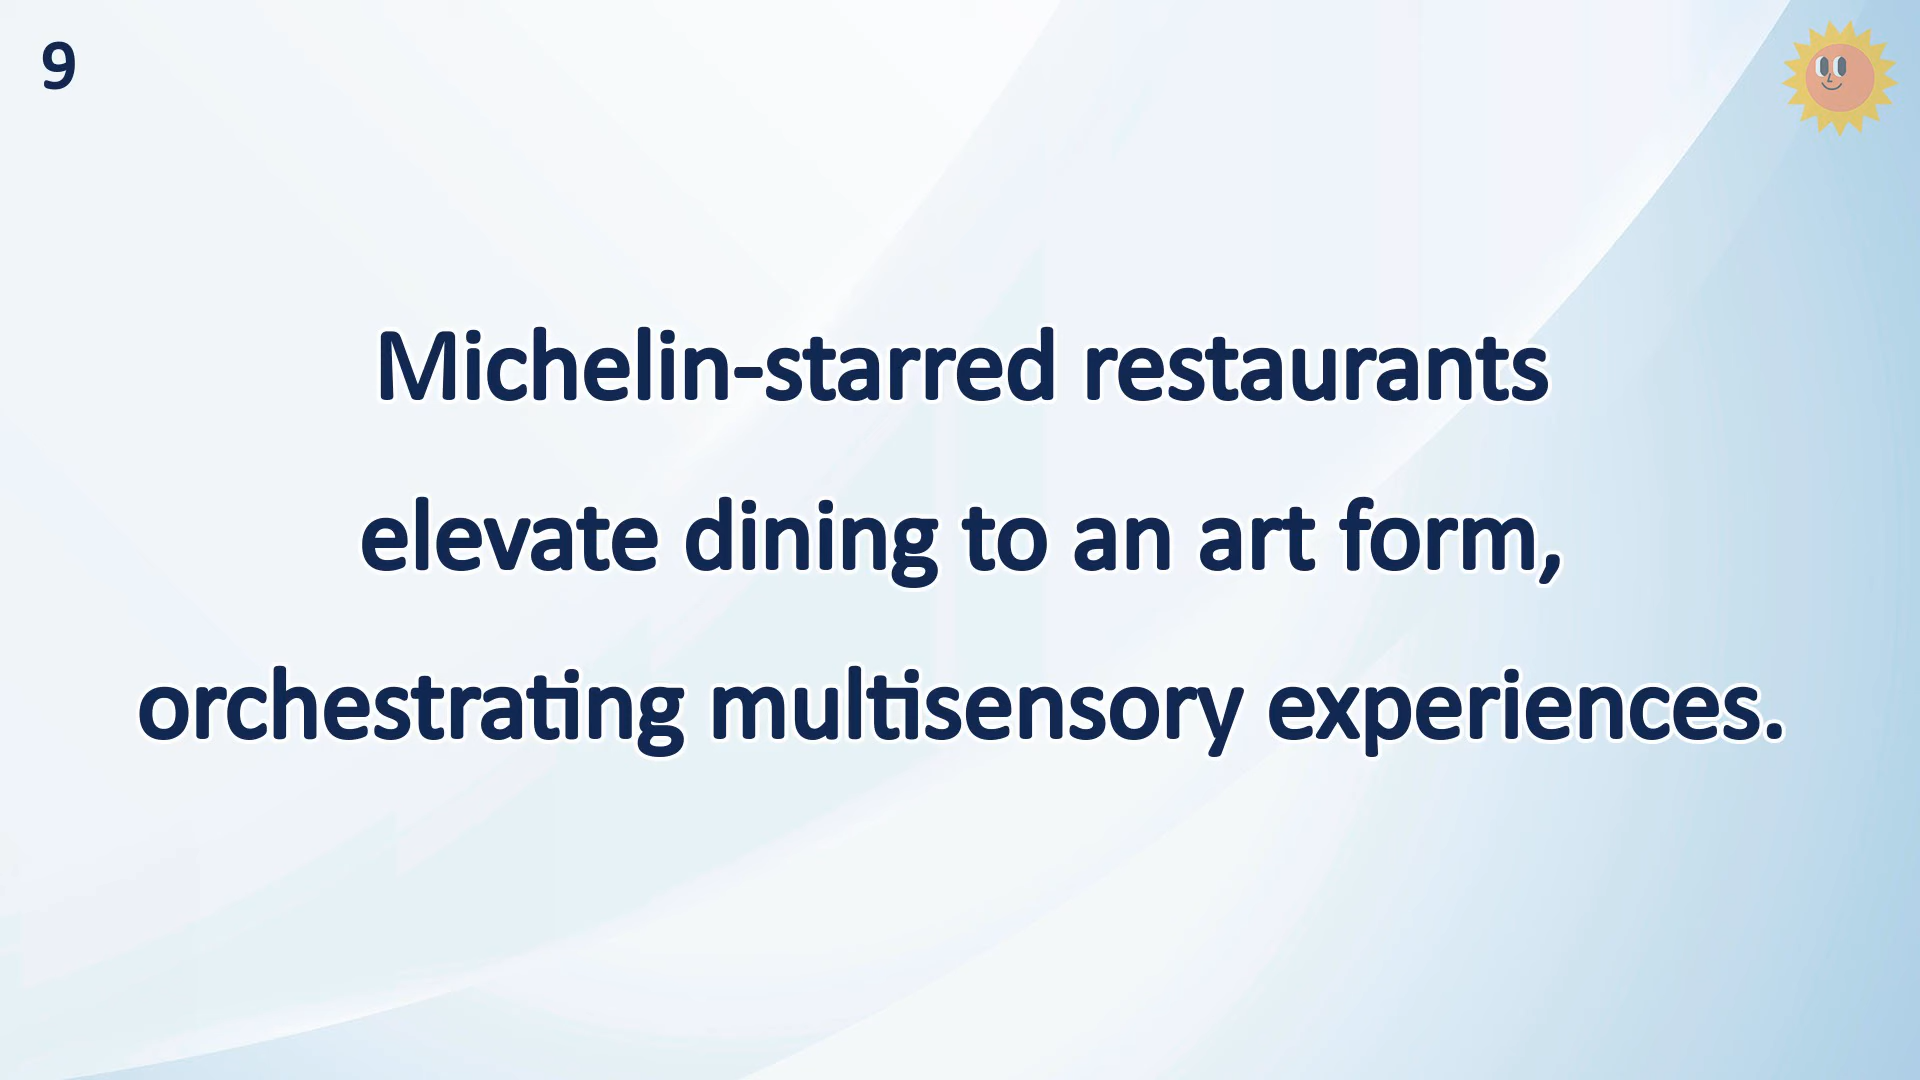 9
Michelin-starred restaurants
elevate dining to an art form,
orchestrating multisensory experiences.